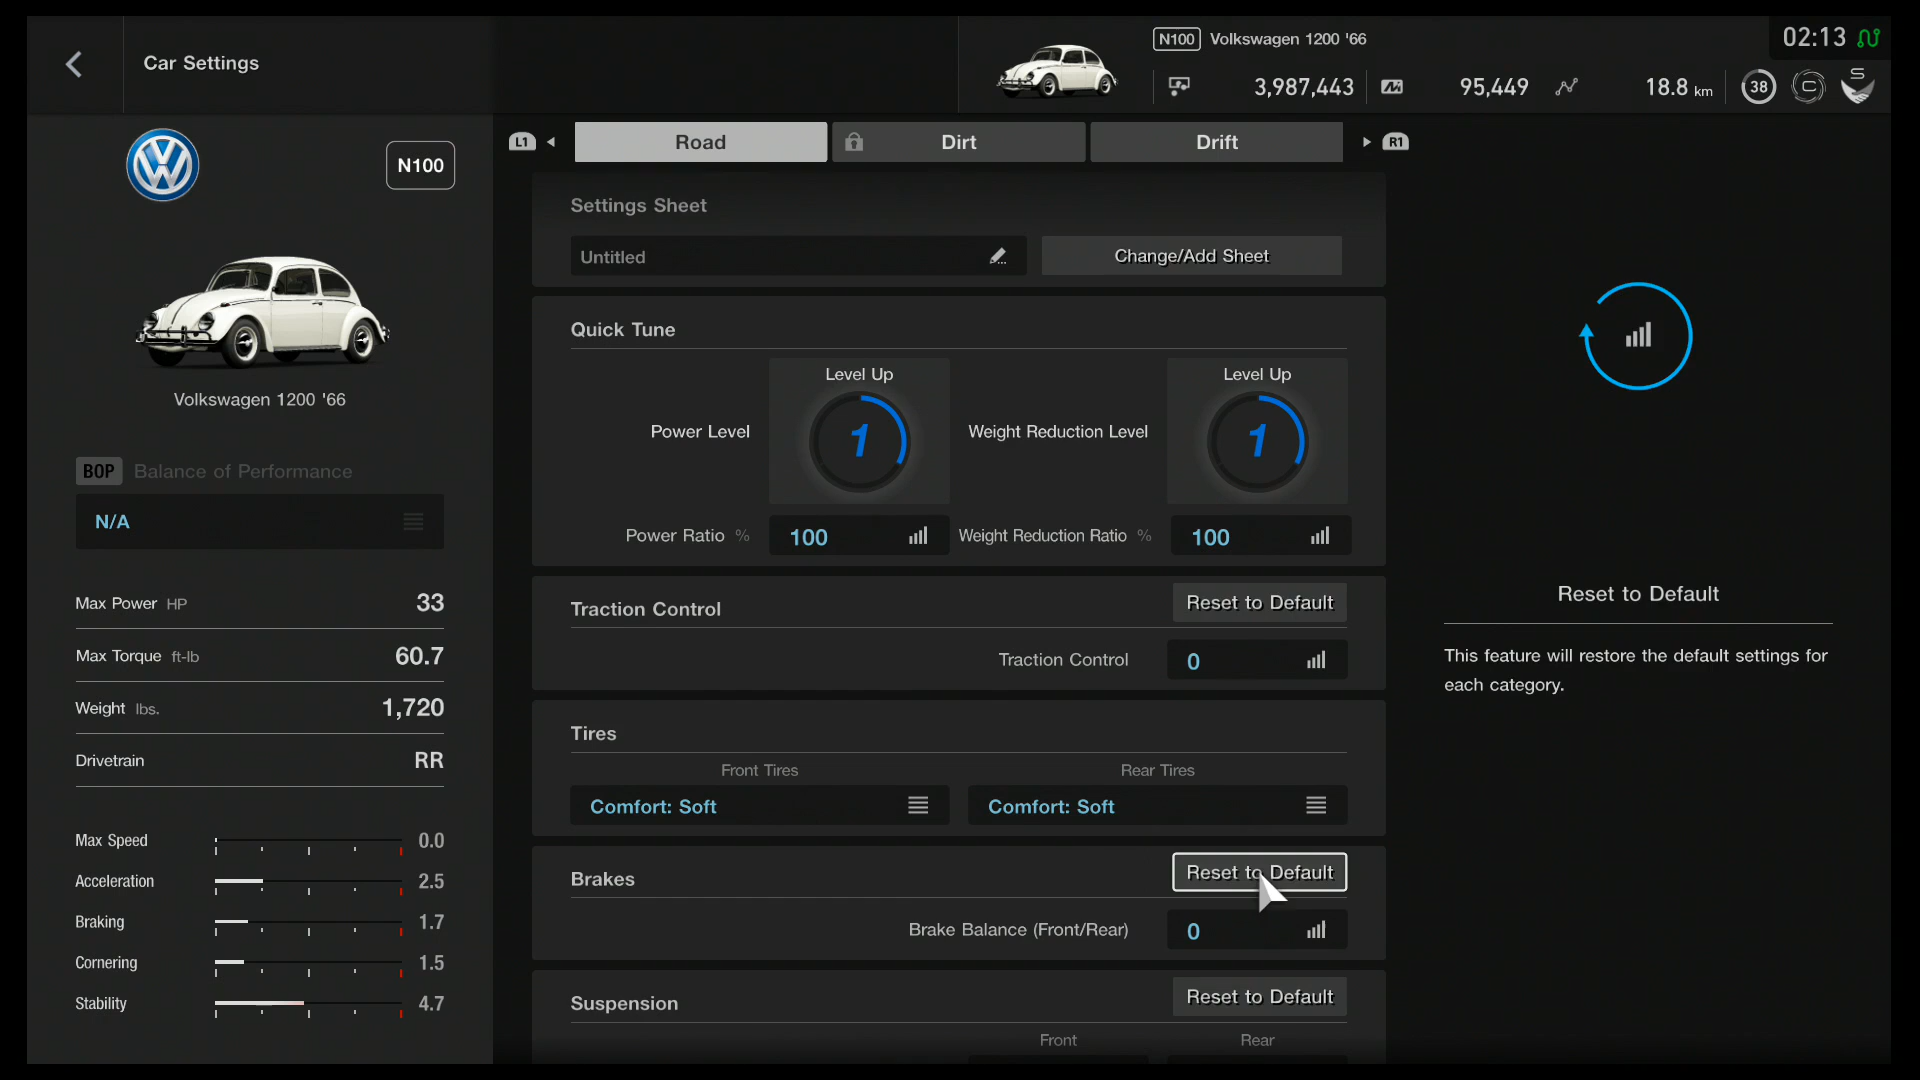 Car Settings
N100 Volkswagen 1200 '66
02:13
3,987,443
95,449
18.8 km
38
C
S
N100
Volkswagen 1200 '66
BOP Balance of Performance
N/A
Max Power HP 33
Max Torque ft-lb 60.7
Weight lbs. 1,720
Drivetrain RR
Max Speed 0.0
Acceleration 2.5
Braking 1.7
Cornering 1.5
Stability 4.7
L1 Road Dirt Drift R1
Settings Sheet
Untitled Change/Add Sheet
Quick Tune
Level Up Level Up
Power Level 1 Weight Reduction Level 1
Power Ratio % 100 Weight Reduction Ratio % 100
Traction Control Reset to Default
Traction Control 0
Tires
Front Tires Rear Tires
Comfort: Soft Comfort: Soft
Brakes Reset to Default
Brake Balance (Front/Rear) 0
Suspension Reset to Default
Front Rear
Reset to Default
This feature will restore the default settings for
each category.